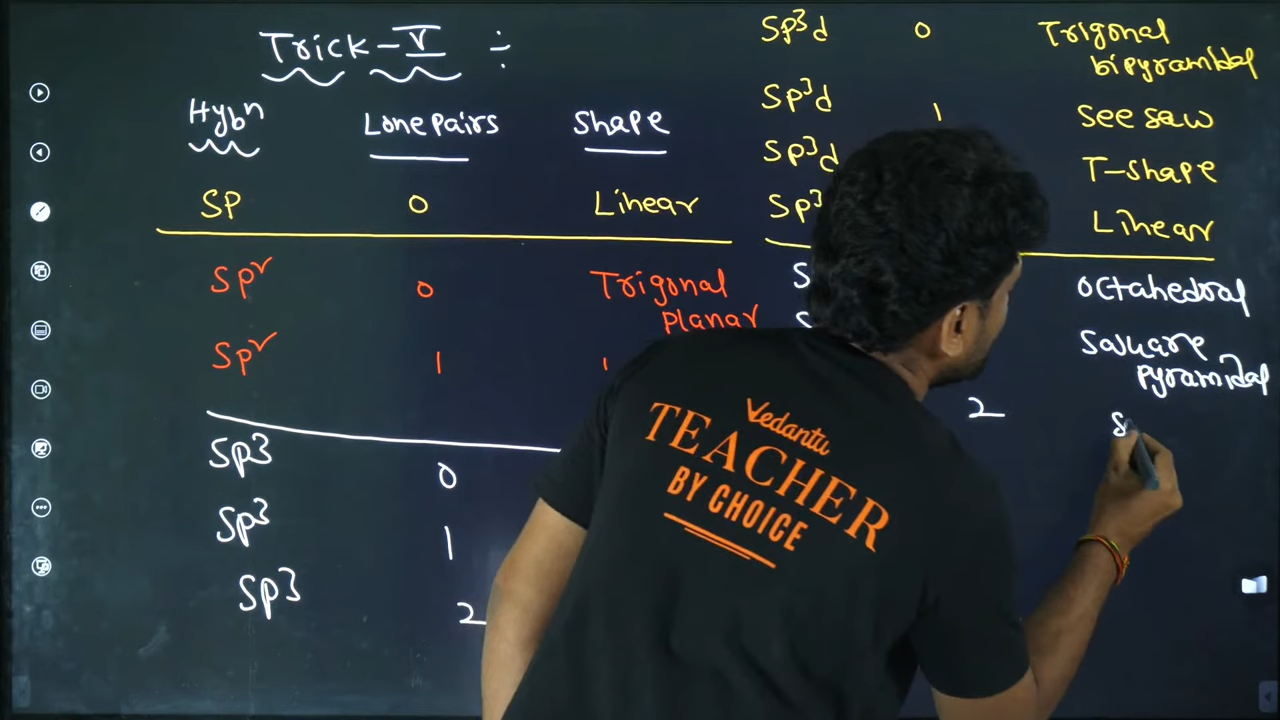 Trick-V ÷
Hybn Lone Pairs Shape
SP 0 Linear
SP² 0 Trigonal
Planar
SP² 1
Sp3 0
Sp3 1
Sp3 2
Sp³d 0 Trigonal
bipyramidal
Sp³d 1 See saw
Sp³d T-shape
Sp³ Linear
Octahedral
Square
pyramidal
2 S
Vedantu
TEACHER
BY CHOICE